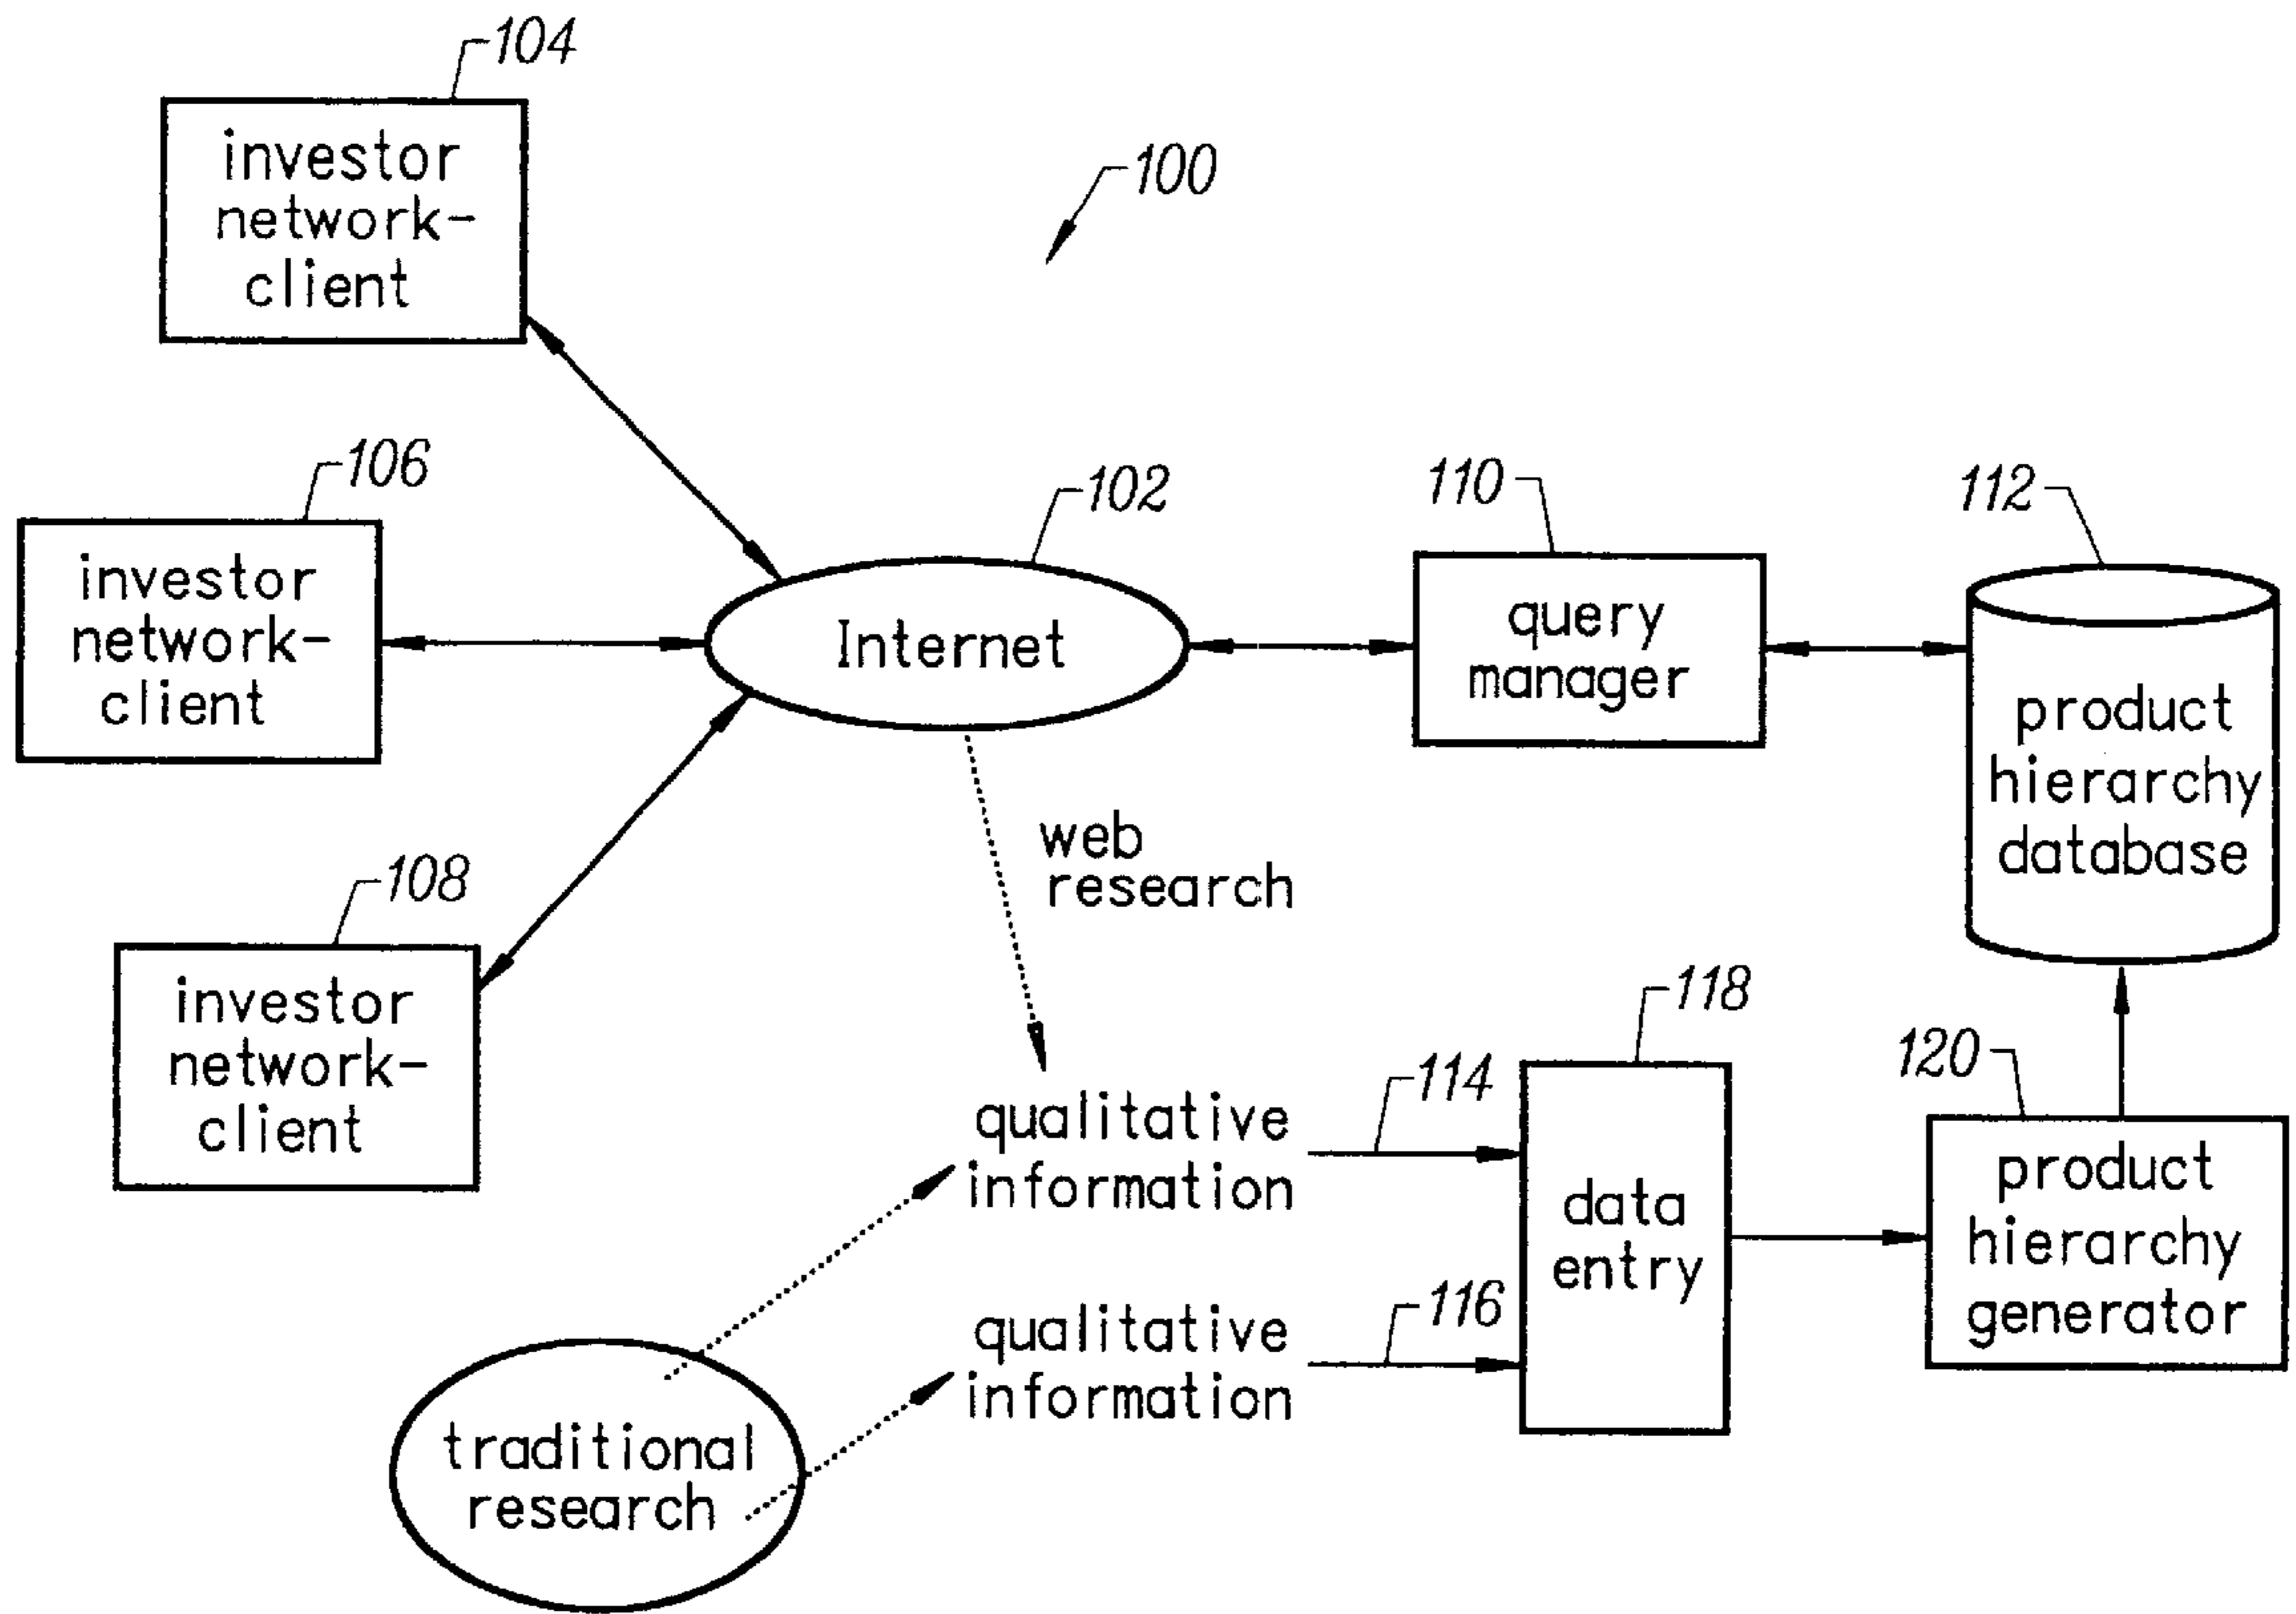 104
investor
network-
client
100
106
investor
network-
client
102
Internet
110
query
manager
112
product
hierarchy
database
web
research
108
investor
network-
client
qualitative
information
114
qualitative
information
116
118
data
entry
120
product
hierarchy
generator
traditional
research